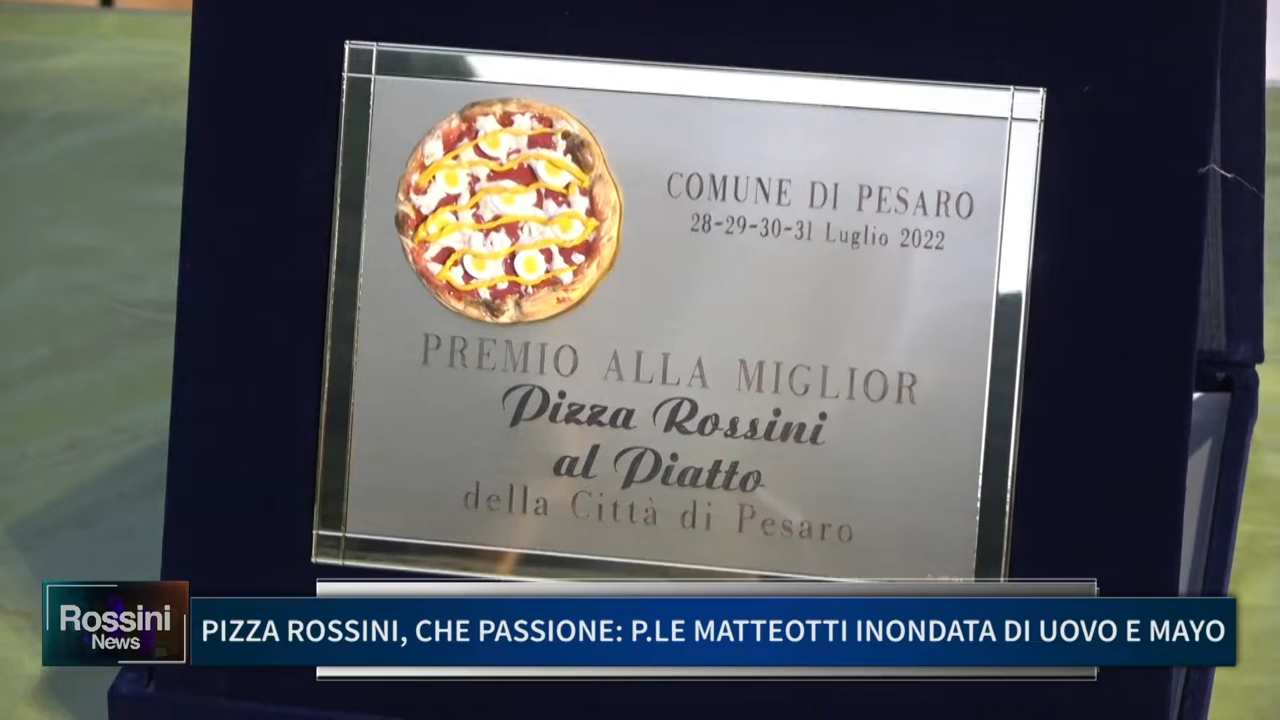 COMUNE DI PESARO
28-29-30-31 Luglio 2022
PREMIO ALLA MIGLIOR
Pizza Rossini
al Piatto
della Città di Pesaro
Rossini
News
PIZZA ROSSINI, CHE PASSIONE: P.LE MATTEOTTI INONDATA DI UOVO E MAYO